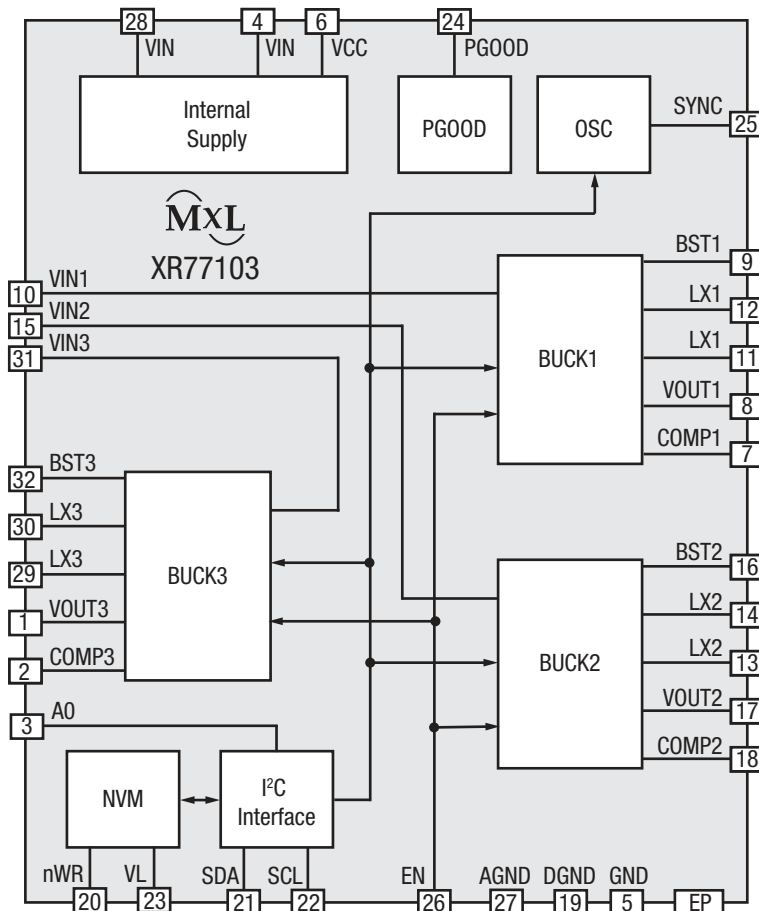 28 4 6 24
VIN VIN VCC PGOOD
Internal
Supply
PGOOD
OSC
SYNC
25
MxL
XR77103
VIN1
10
VIN2
15
VIN3
31
BUCK1
BST1
9
LX1
12
LX1
11
VOUT1
8
COMP1
7
BST3
32
LX3
30
LX3
29
VOUT3
1
COMP3
2
BUCK3
BUCK2
BST2
16
LX2
14
LX2
13
VOUT2
17
COMP2
18
A0
3
NVM
I²C
Interface
nWR VL SDA SCL EN AGND DGND GND
20 23 21 22 26 27 19 5 EP